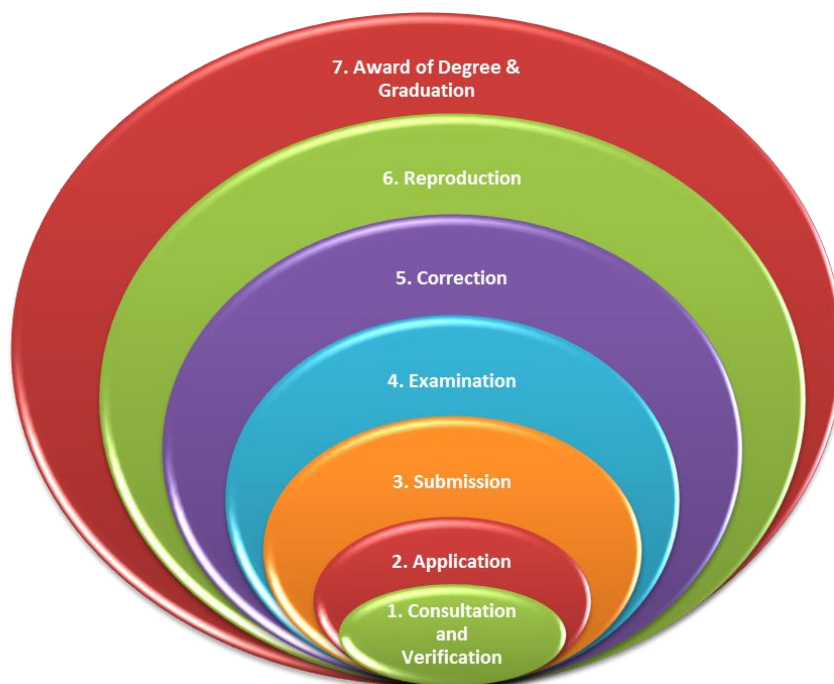 7. Award of Degree &
Graduation
6. Reproduction
5. Correction
4. Examination
3. Submission
2. Application
1. Consultation
and
Verification